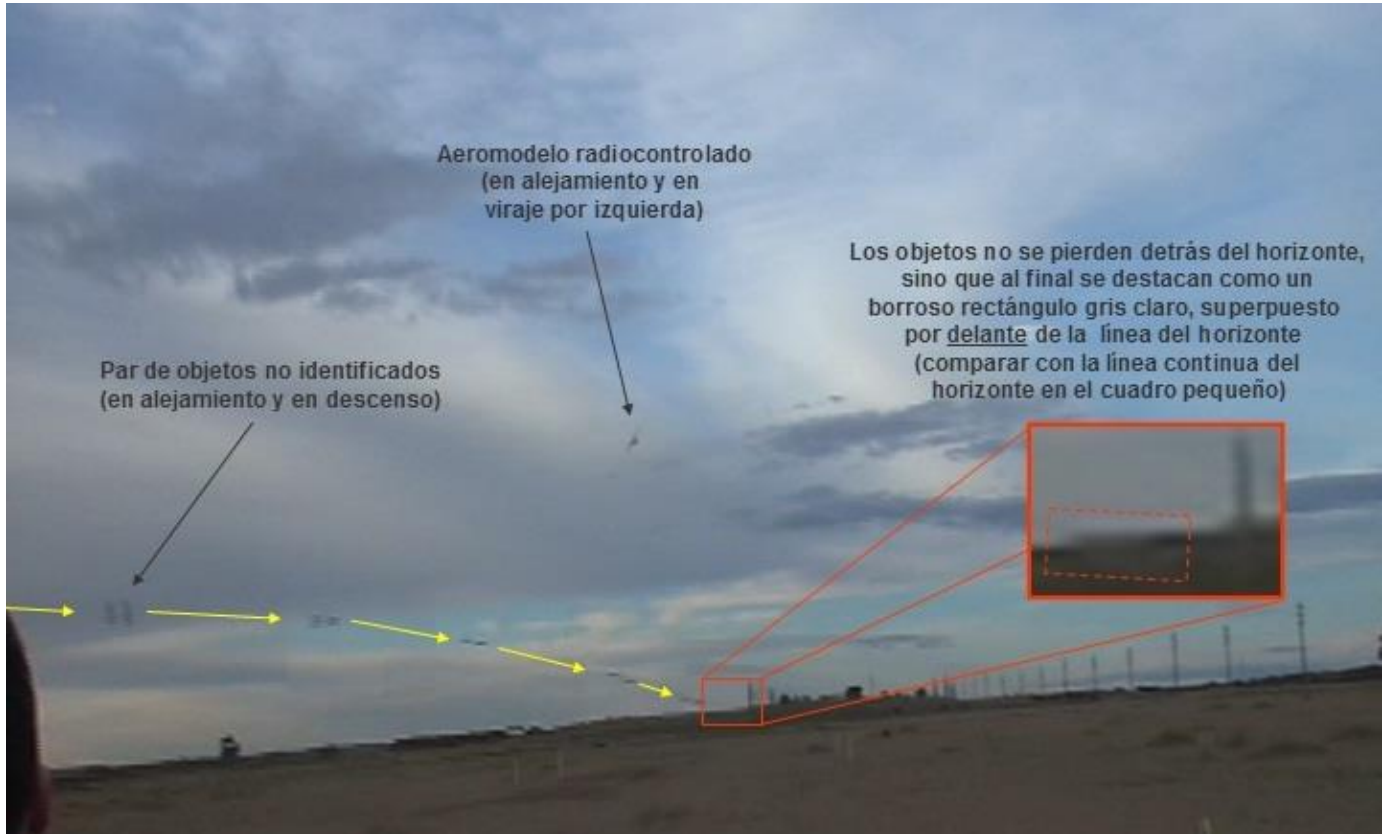 Aeromodelo radiocontrolado
(en alejamiento y en
viraje por izquierda)
Los objetos no se pierden detrás del horizonte,
sino que al final se destacan como un
borroso rectángulo gris claro, superpuesto
por delante de la línea del horizonte
(comparar con la línea continua del
horizonte en el cuadro pequeño)
Par de objetos no identificados
(en alejamiento y en descenso)